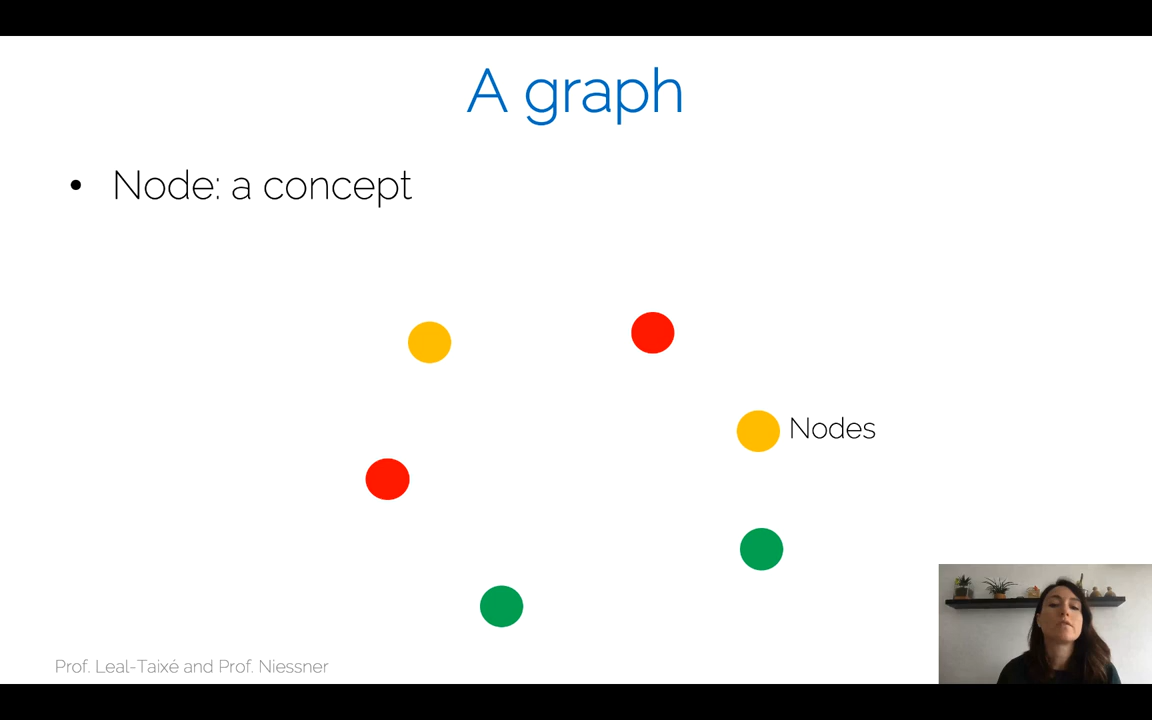 A graph
• Node: a concept
Nodes
Prof. Leal-Taixé and Prof. Niessner